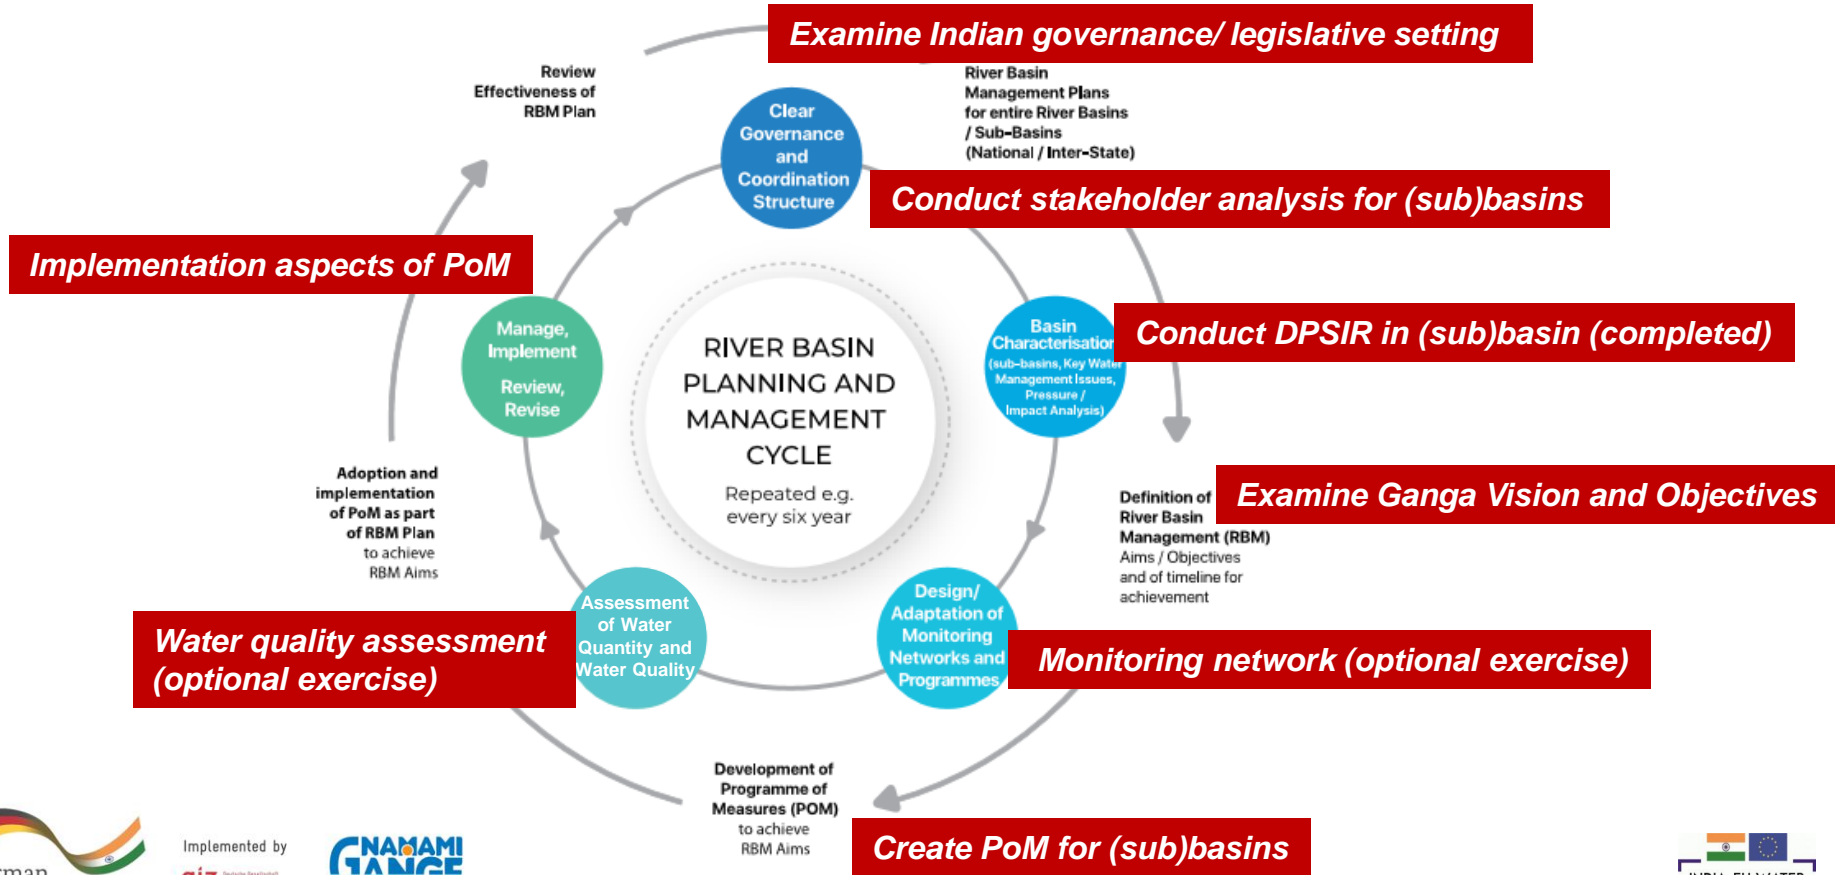 Examine Indian governance/ legislative setting
Review
Effectiveness of
RBM Plan
River Basin
Management Plans
for entire River Basins
/ Sub-Basins
(National / Inter-State)
Clear
Governance
and
Coordination
Structure
Conduct stakeholder analysis for (sub)basins
Implementation aspects of PoM
Manage,
Implement
Review,
Revise
RIVER BASIN
PLANNING AND
MANAGEMENT
CYCLE
Repeated e.g.
every six year
Basin
Characterisation
(sub-basins, Key Water
Management Issues,
Pressure /
Impact Analysis)
Conduct DPSIR in (sub)basin (completed)
Adoption and
implementation
of PoM as part
of RBM Plan
to achieve
RBM Aims
Definition of
River Basin
Management (RBM)
Aims / Objectives
and of timeline for
achievement
Examine Ganga Vision and Objectives
Water quality assessment
(optional exercise)
Assessment
of Water
Quantity and
Water Quality
Design/
Adaptation of
Monitoring
Networks and
Programmes
Monitoring network (optional exercise)
Development of
Programme of
Measures (POM)
to achieve
RBM Aims
Create PoM for (sub)basins
Implemented by
giz
NAMAMI
GANGE
INDIA-EU WATER